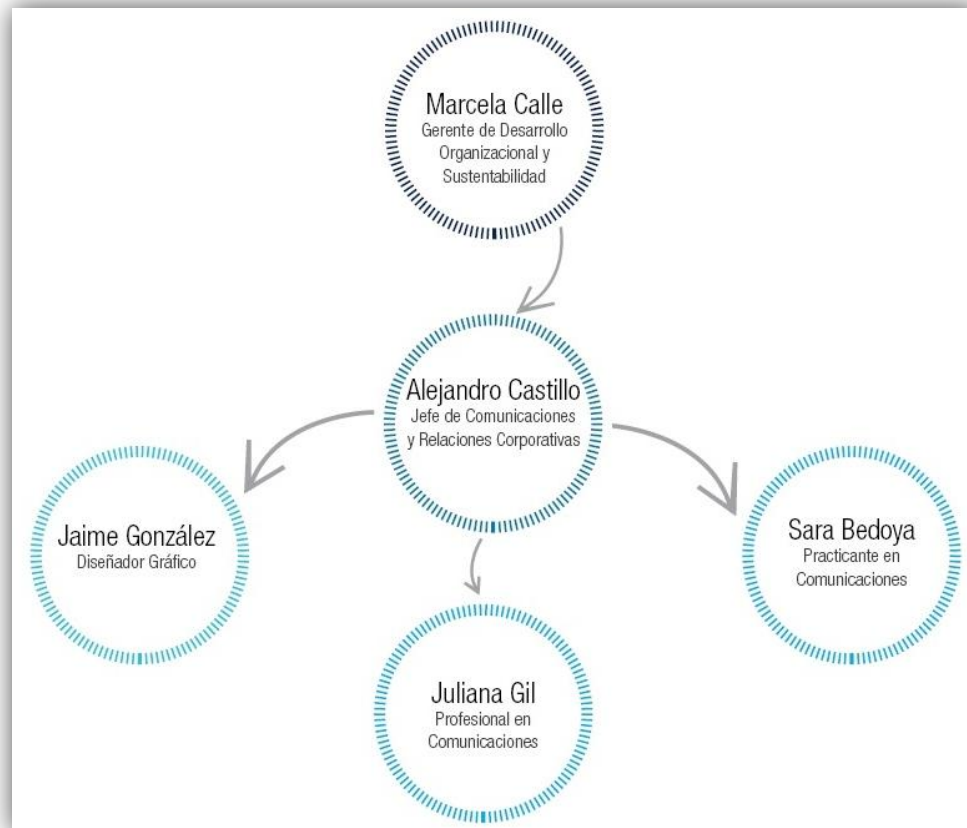 Marcela Calle
Gerente de Desarrollo
Organizacional y
Sustentabilidad
Alejandro Castillo
Jefe de Comunicaciones
y Relaciones Corporativas
Jaime González
Diseñador Gráfico
Sara Bedoya
Practicante en
Comunicaciones
Juliana Gil
Profesional en
Comunicaciones